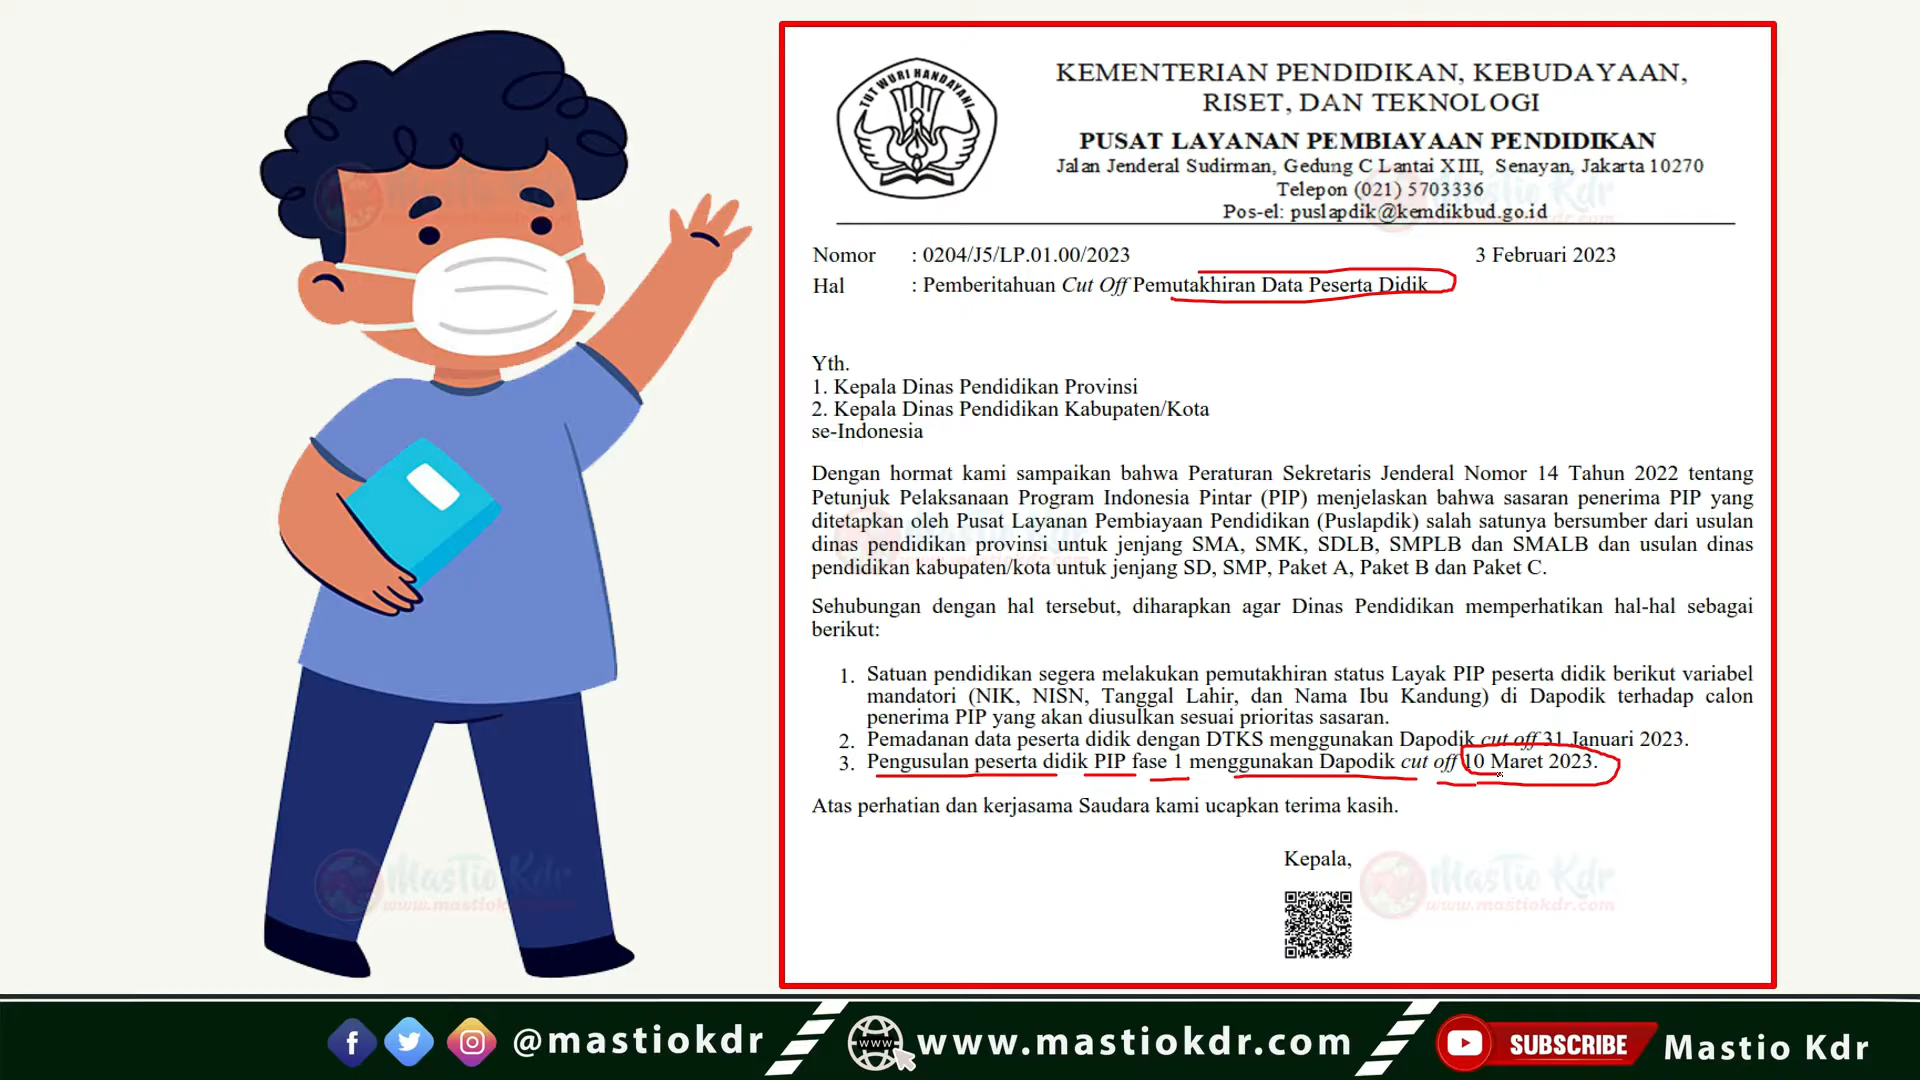 TUT WURI HANDAYANI
KEMENTERIAN PENDIDIKAN, KEBUDAYAAN,
RISET, DAN TEKNOLOGI
PUSAT LAYANAN PEMBIAYAAN PENDIDIKAN
Jalan Jenderal Sudirman, Gedung C Lantai XIII, Senayan, Jakarta 10270
Telepon (021) 5703336
Pos-el: puslapdik@kemdikbud.go.id
Nomor : 0204/J5/LP.01.00/2023 3 Februari 2023
Hal : Pemberitahuan Cut Off Pemutakhiran Data Peserta Didik
Yth.
1. Kepala Dinas Pendidikan Provinsi
2. Kepala Dinas Pendidikan Kabupaten/Kota
se-Indonesia
Dengan hormat kami sampaikan bahwa Peraturan Sekretaris Jenderal Nomor 14 Tahun 2022 tentang
Petunjuk Pelaksanaan Program Indonesia Pintar (PIP) menjelaskan bahwa sasaran penerima PIP yang
ditetapkan oleh Pusat Layanan Pembiayaan Pendidikan (Puslapdik) salah satunya bersumber dari usulan
dinas pendidikan provinsi untuk jenjang SMA, SMK, SDLB, SMPLB dan SMALB dan usulan dinas
pendidikan kabupaten/kota untuk jenjang SD, SMP, Paket A, Paket B dan Paket C.
Sehubungan dengan hal tersebut, diharapkan agar Dinas Pendidikan memperhatikan hal-hal sebagai
berikut:
1. Satuan pendidikan segera melakukan pemutakhiran status Layak PIP peserta didik berikut variabel
mandatori (NIK, NISN, Tanggal Lahir, dan Nama Ibu Kandung) di Dapodik terhadap calon
penerima PIP yang akan diusulkan sesuai prioritas sasaran.
2. Pemadanan data peserta didik dengan DTKS menggunakan Dapodik cut off 31 Januari 2023.
3. Pengusulan peserta didik PIP fase 1 menggunakan Dapodik cut off 10 Maret 2023.
Atas perhatian dan kerjasama Saudara kami ucapkan terima kasih.
Kepala,
MasTio Kdr
www.mastiokdr.com
@mastiokdr
www
www.mastiokdr.com
SUBSCRIBE
Mastio Kdr